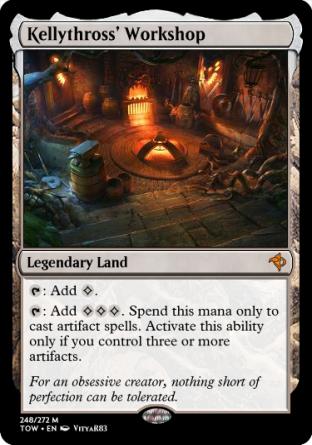 Kellythross' Workshop
Legendary Land
: Add .
: Add . Spend this mana only to
cast artifact spells. Activate this ability
only if you control three or more
artifacts.
For an obsessive creator, nothing short of
perfection can be tolerated.
248/272 M
TOW • EN VityaR83